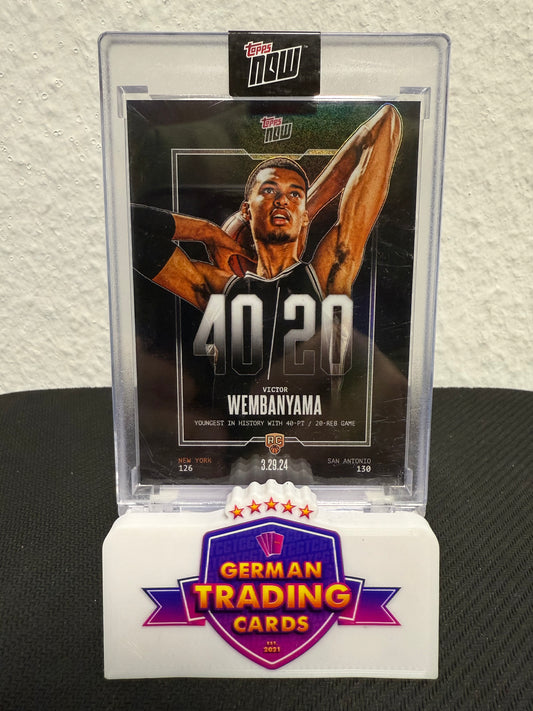 Topps
NOW
Topps
NOW
40/20
VICTOR
WEMBANYAMA
YOUNGEST IN HISTORY WITH 40-PT / 20-REB GAME
RC
NEW YORK
126
3.29.24
SAN ANTONIO
130
GERMAN
TRADING
CARDS
EST.
2021